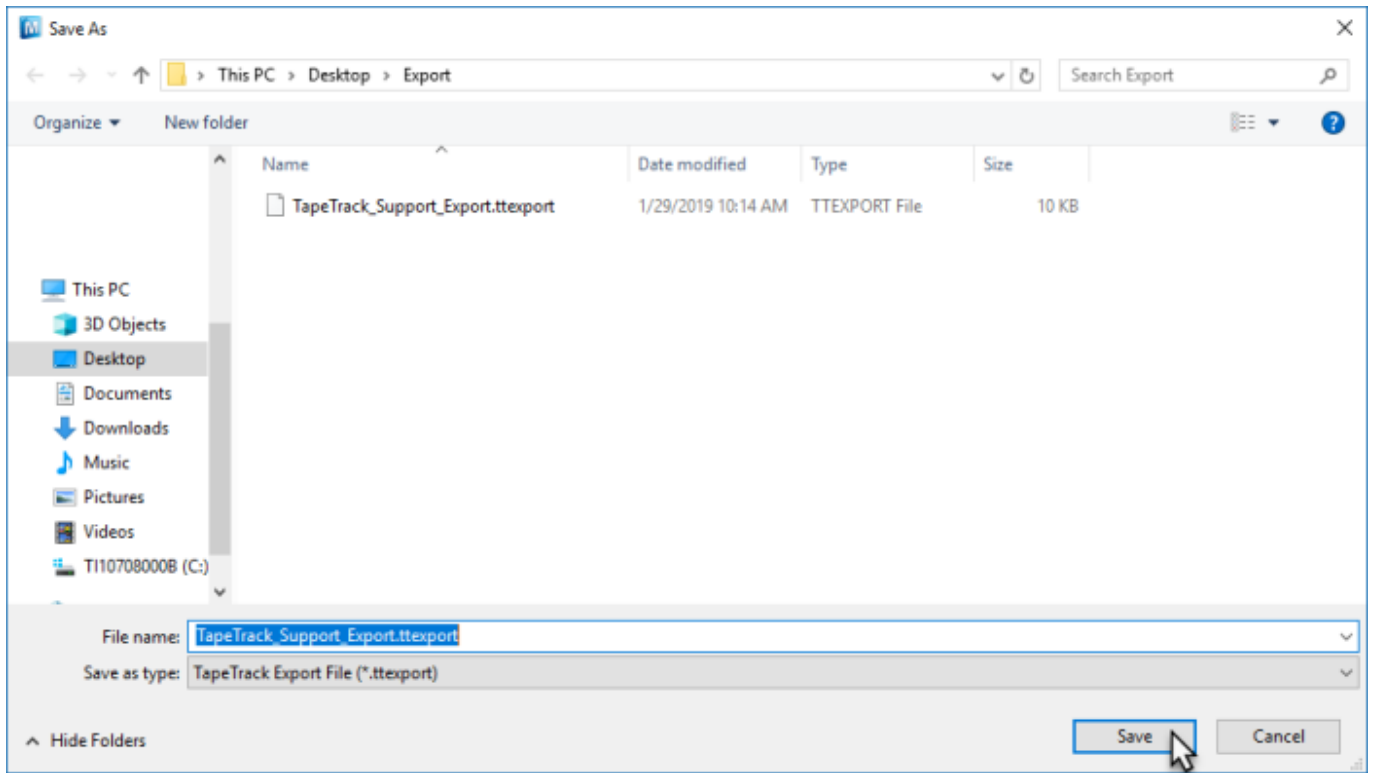 Save As
This PC > Desktop > Export
Search Export
Organize
New folder
Name
Date modified
Type
Size
TapeTrack_Support_Export.ttexport
1/29/2019 10:14 AM
TTEXPORT File
10 KB
This PC
3D Objects
Desktop
Documents
Downloads
Music
Pictures
Videos
TI10708000B (C:)
File name: TapeTrack_Support_Export.ttexport
Save as type: TapeTrack Export File (*.ttexport)
Hide Folders
Save
Cancel